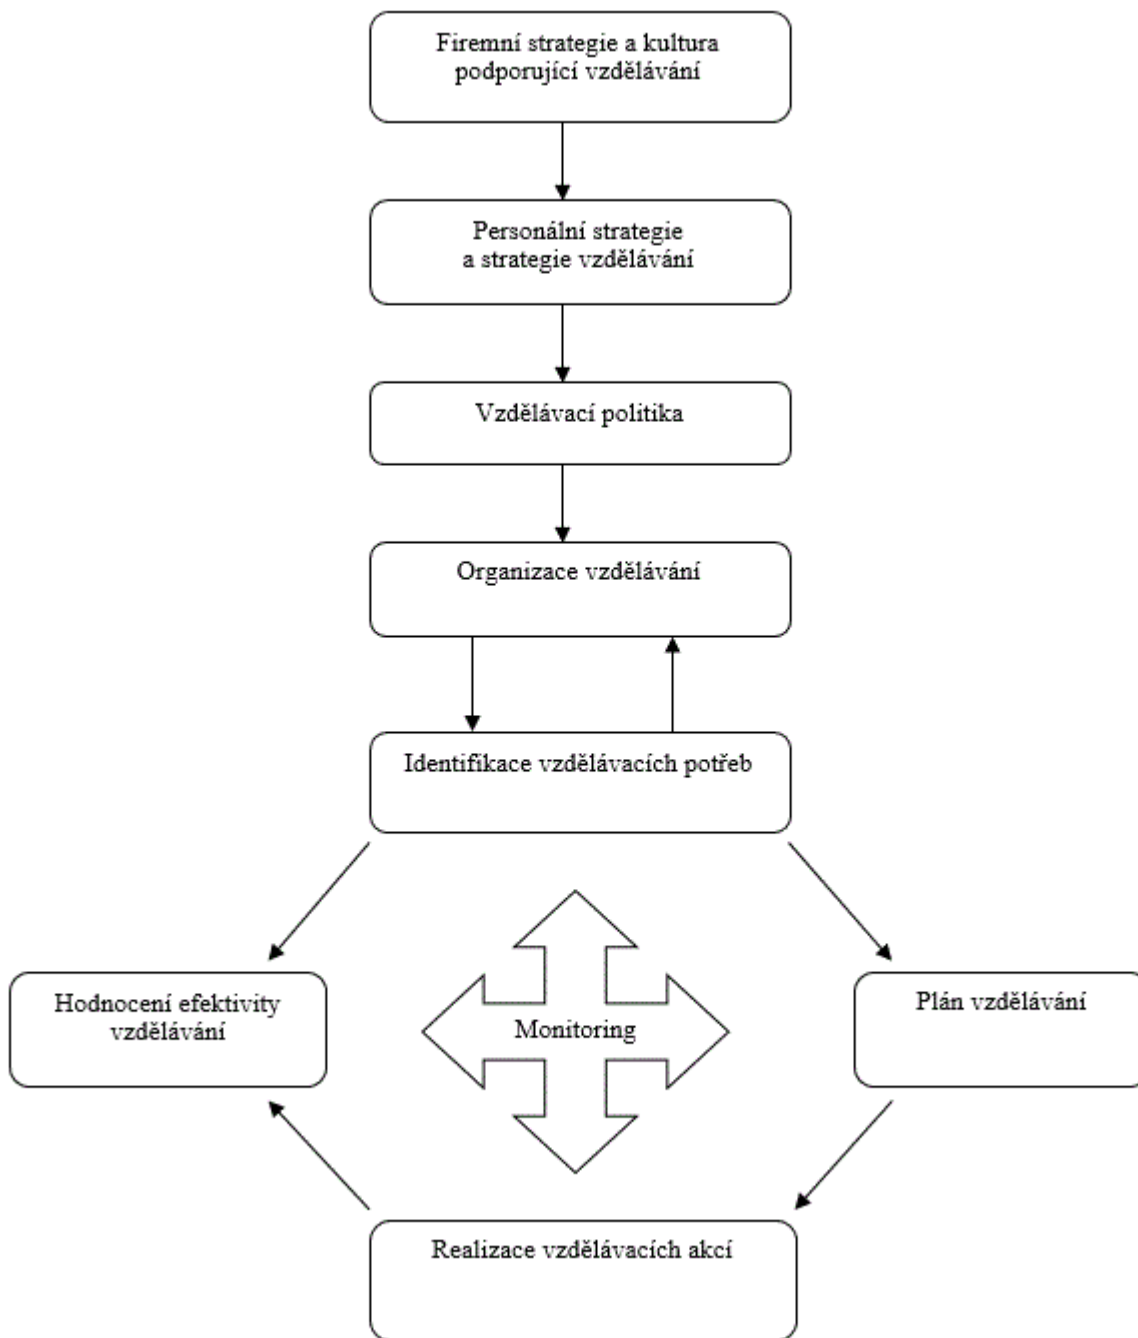 Firemní strategie a kultura
podporující vzdělávání
Personální strategie
a strategie vzdělávání
Vzdělávací politika
Organizace vzdělávání
Identifikace vzdělávacích potřeb
Hodnocení efektivity
vzdělávání
Monitoring
Plán vzdělávání
Realizace vzdělávacích akcí